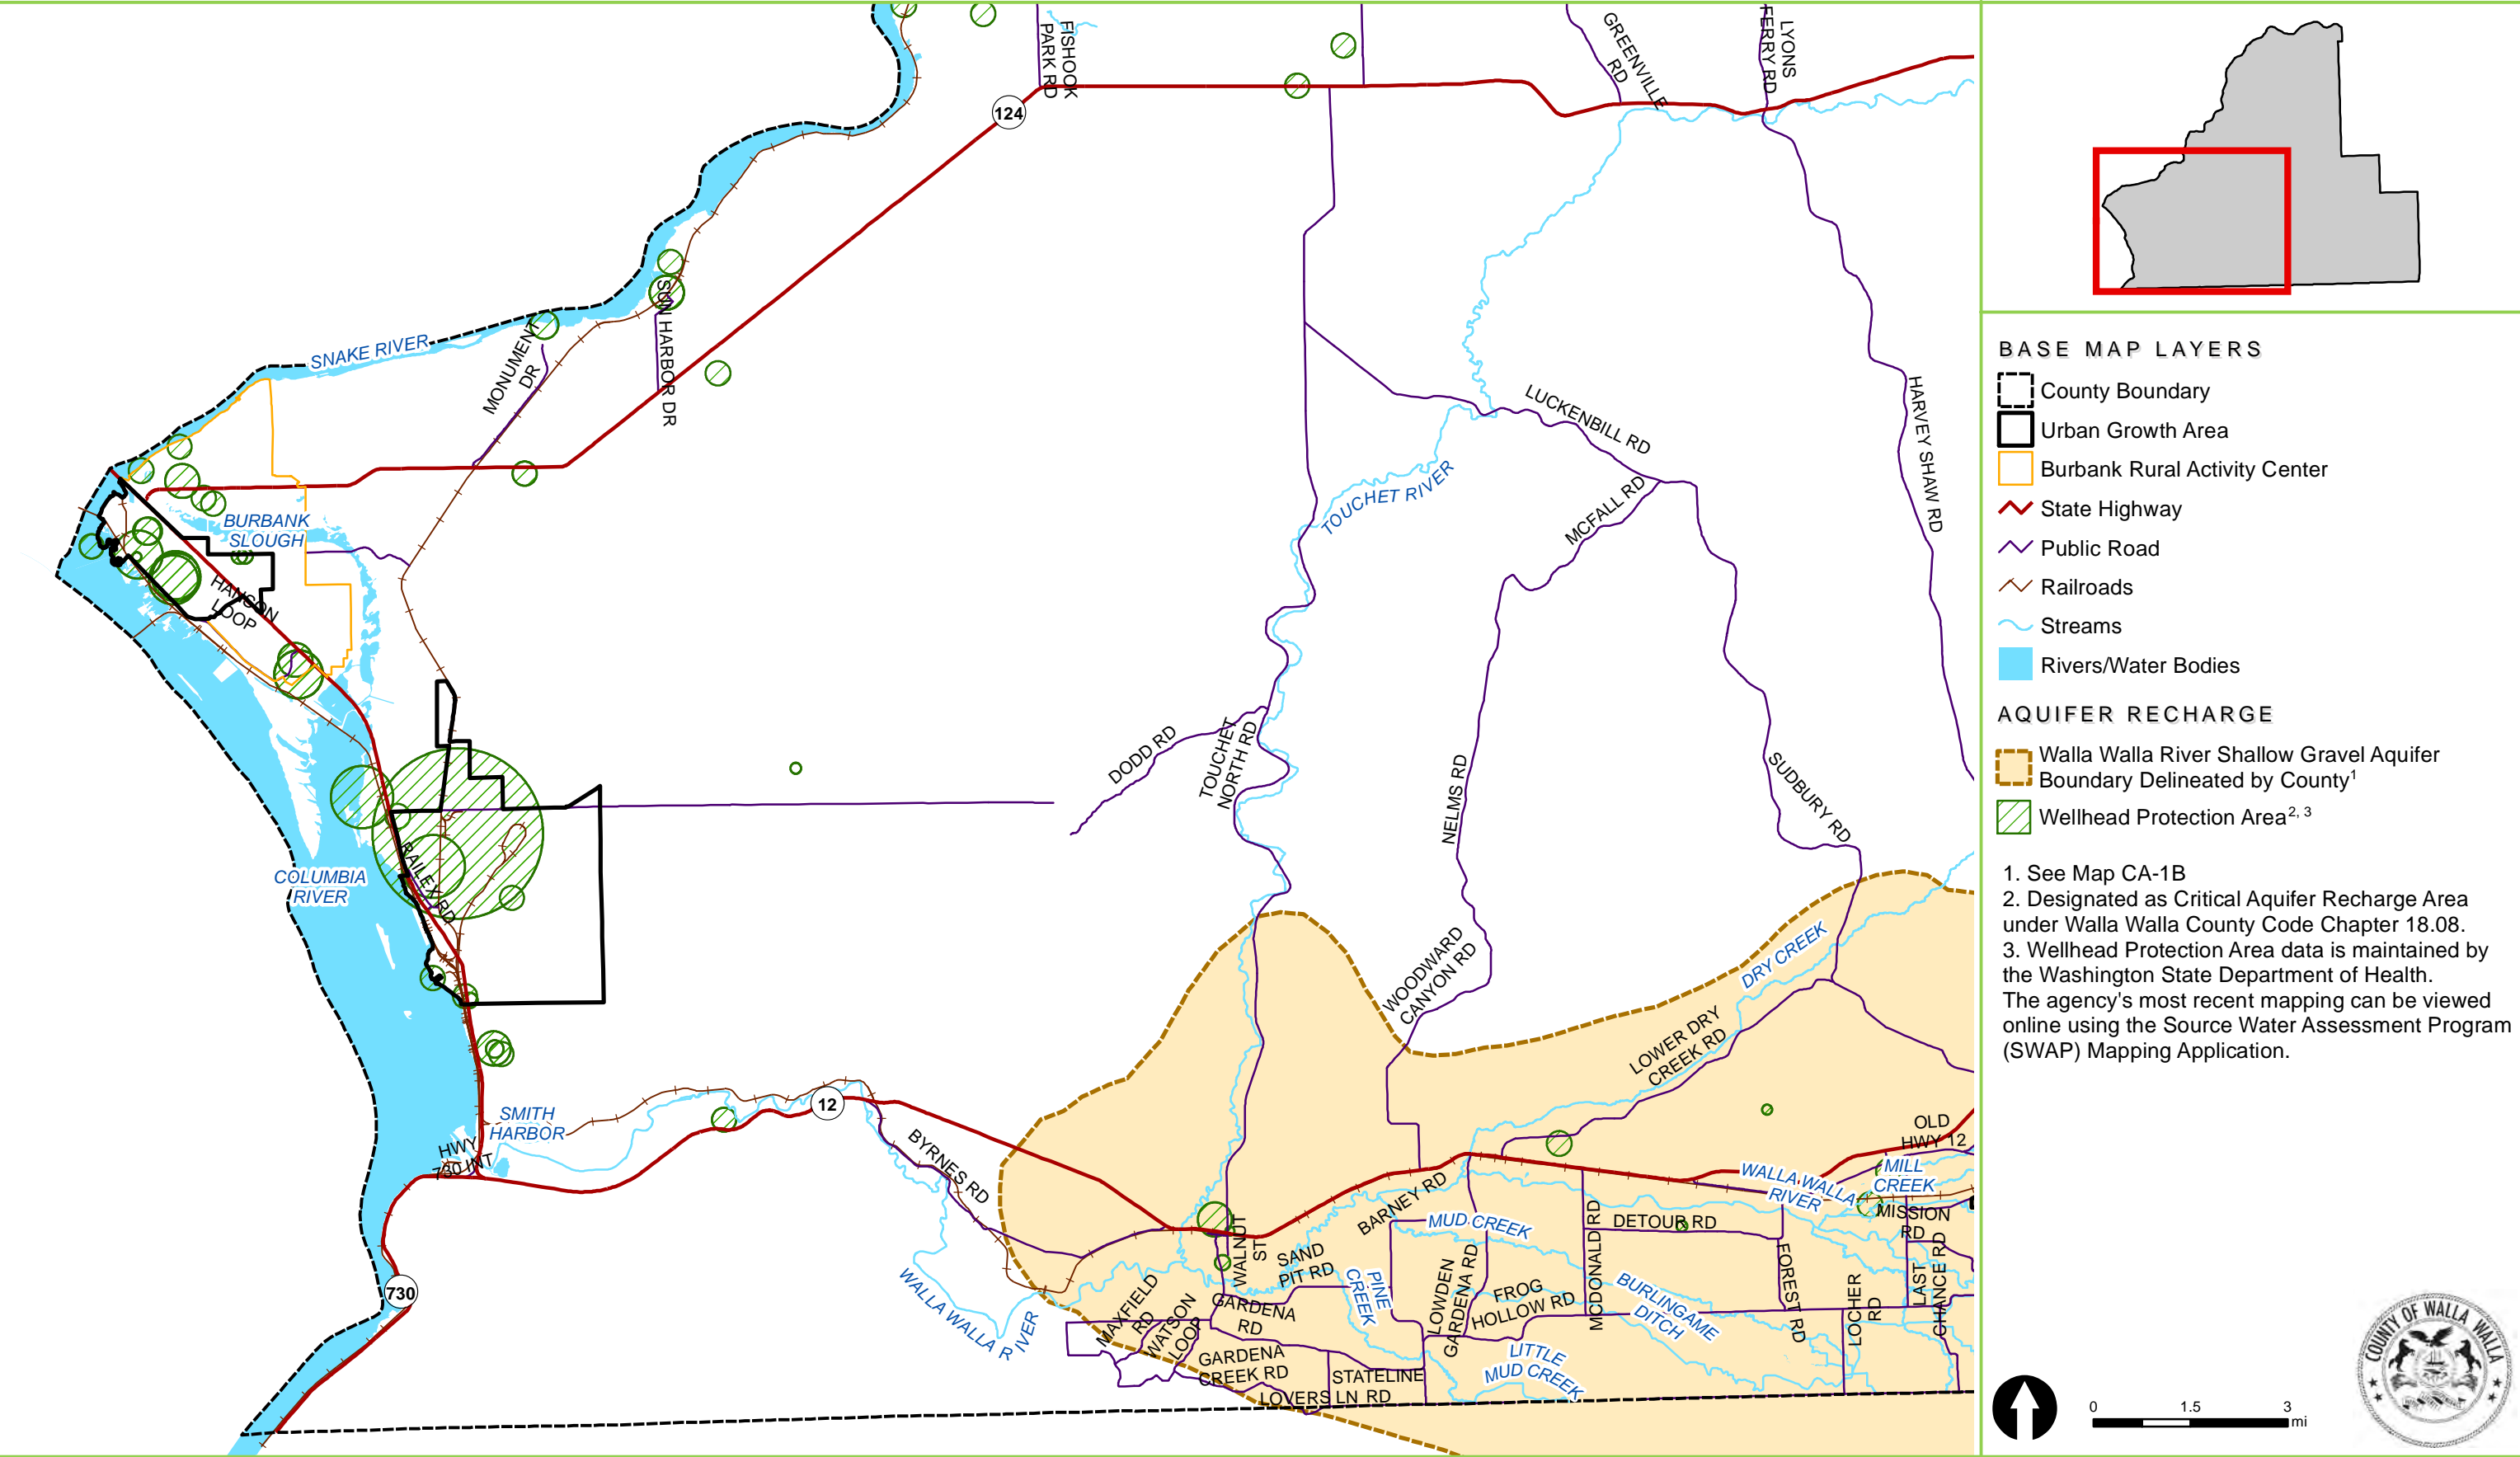 FISHOOK
PARK RD
GREENVILLE
RD
LYONS
FERRY RD
124
SNAKE RIVER
MONUMENT
DR
SUN HARBOR DR
LUCKENBILL RD
HARVEY SHAW RD
TOUCHET RIVER
MCFALL RD
BURBANK
SLOUGH
HANSON
LOOP
DODD RD
TOUCHET
NORTH RD
NELMS RD
SUDBURY RD
COLUMBIA
RIVER
RAILEX RD
WOODWARD
CANYON RD
DRY CREEK
LOWER DRY
CREEK RD
SMITH
HARBOR
HWY
730 INT
12
BYRNES RD
OLD
HWY 12
MILL
CREEK
WALLA WALLA
RIVER
MISSION
RD
BARNEY RD
MUD CREEK
DETOUR RD
MCDONALD RD
WALNUT
ST
SAND
PIT RD
PINE
CREEK
LOWDEN
GARDENA RD
FROG
HOLLOW RD
BURLINGAME
DITCH
FOREST RD
LOCHER
RD
LAST
CHANCE RD
730
WALLA WALLA RIVER
MAXFIELD
RD
WATSON
LOOP
GARDENA
RD
GARDENA
CREEK RD
STATELINE
RD
LOVERS LN
LITTLE
MUD CREEK
BASE MAP LAYERS
County Boundary
Urban Growth Area
Burbank Rural Activity Center
State Highway
Public Road
Railroads
Streams
Rivers/Water Bodies
AQUIFER RECHARGE
Walla Walla River Shallow Gravel Aquifer
Boundary Delineated by County1
Wellhead Protection Area2, 3
1. See Map CA-1B
2. Designated as Critical Aquifer Recharge Area
under Walla Walla County Code Chapter 18.08.
3. Wellhead Protection Area data is maintained by
the Washington State Department of Health.
The agency's most recent mapping can be viewed
online using the Source Water Assessment Program
(SWAP) Mapping Application.
0 1.5 3
mi
COUNTY OF WALLA WALLA